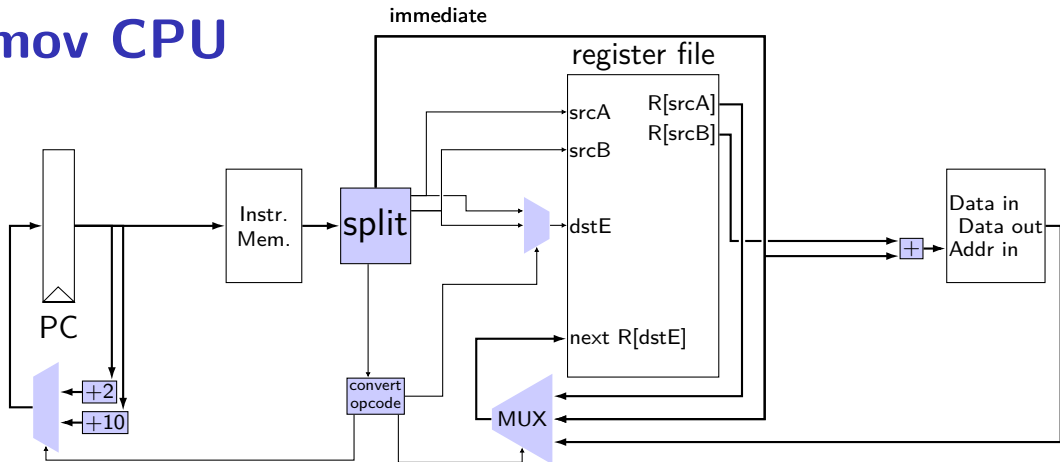 immediate
mov CPU
register file
srcA
R[srcA]
R[srcB]
srcB
Instr.
Mem.
split
dstE
Data in
Data out
Addr in
+
PC
next R[dstE]
convert
opcode
+2
+10
MUX